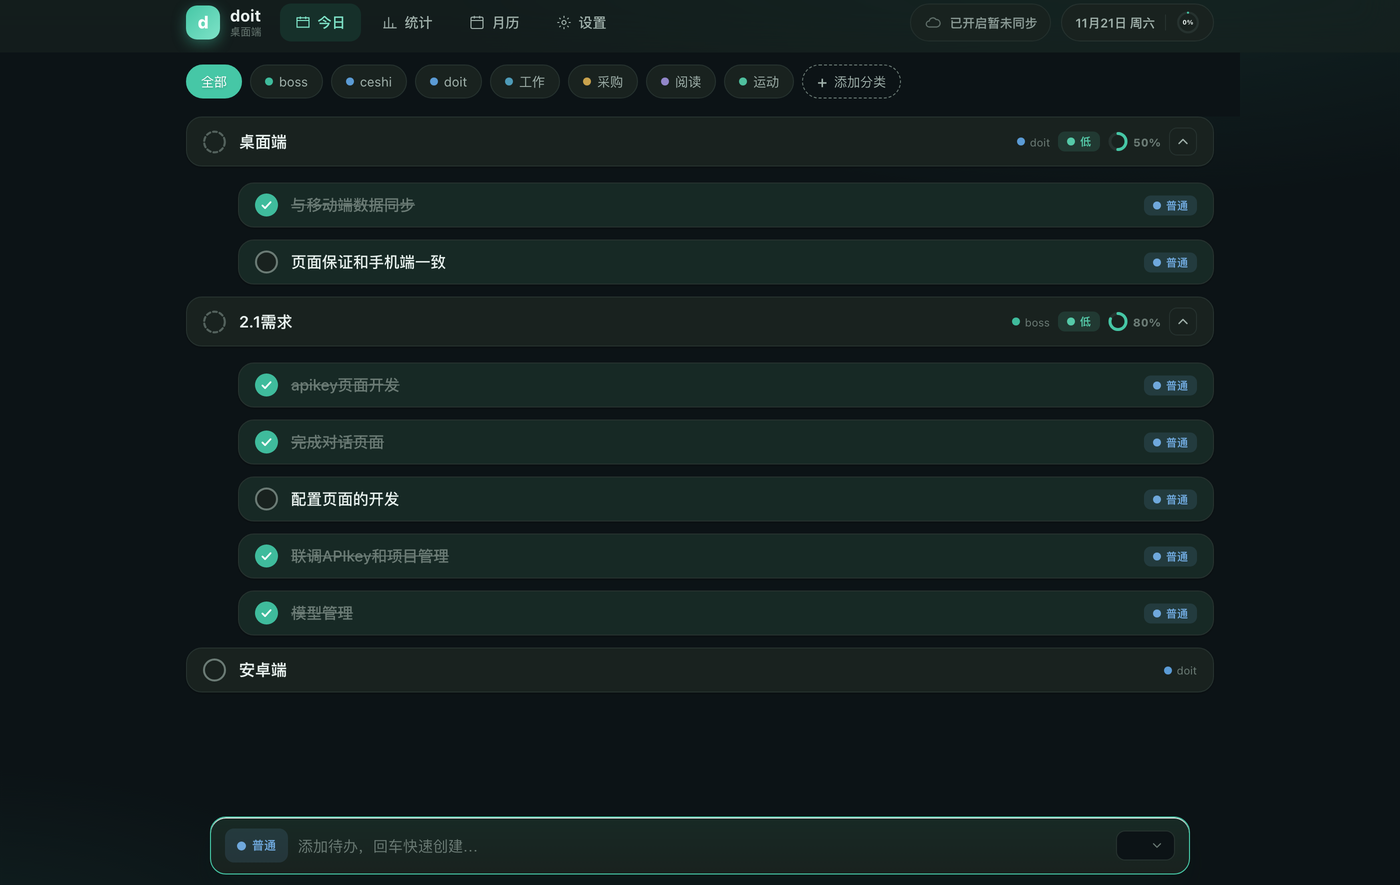 d doit 今日 统计 月历 设置 已开启暂未同步 11月21日 周六 0%
桌面端
全部 boss ceshi doit 工作 采购 阅读 运动 + 添加分类
桌面端 doit 低 50%
与移动端数据同步 普通
页面保证和手机端一致 普通
2.1需求 boss 低 80%
apikey页面开发 普通
完成对话页面 普通
配置页面的开发 普通
联调APIkey和项目管理 普通
模型管理 普通
安卓端 doit
普通 添加待办，回车快速创建...